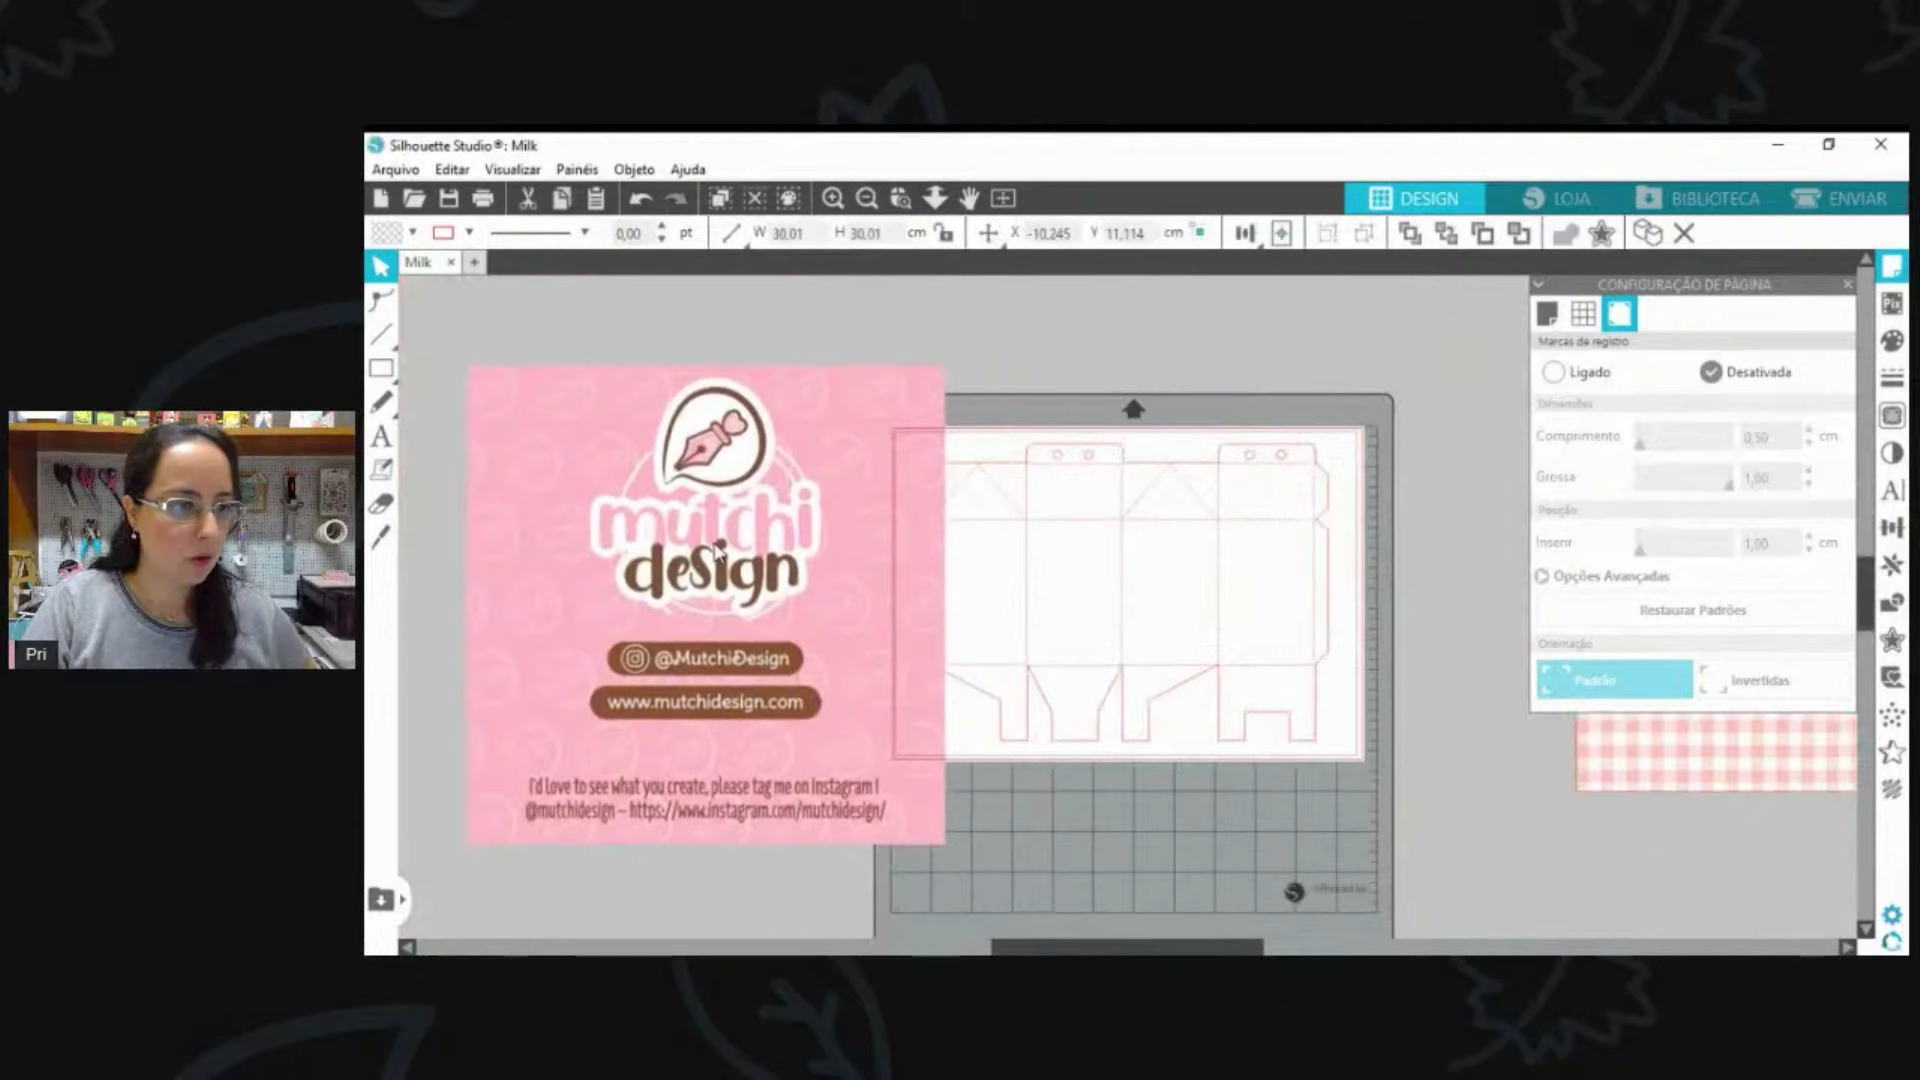 Silhouette Studio®: Milk
Arquivo Editar Visualizar Painéis Objeto Ajuda
DESIGN LOJA BIBLIOTECA ENVIAR
0,00 pt W 30.01 H 30.01 cm X -10,245 Y 11,114 cm
Milk
CONFIGURAÇÃO DE PÁGINA
Marcas de registro
Ligado Desativada
Dimensões
Comprimento 0,50 cm
Grossa 1,00
Posição
Inserir 1,00 cm
Opções Avançadas
Restaurar Padrões
Orientação
Padrão Invertidas
mutchi
design
@MutchiDesign
www.mutchidesign.com
I'd love to see what you create, please tag me on instagram !
@mutchidesign – https://www.instagram.com/mutchidesign/
Pri
Pix
A
A